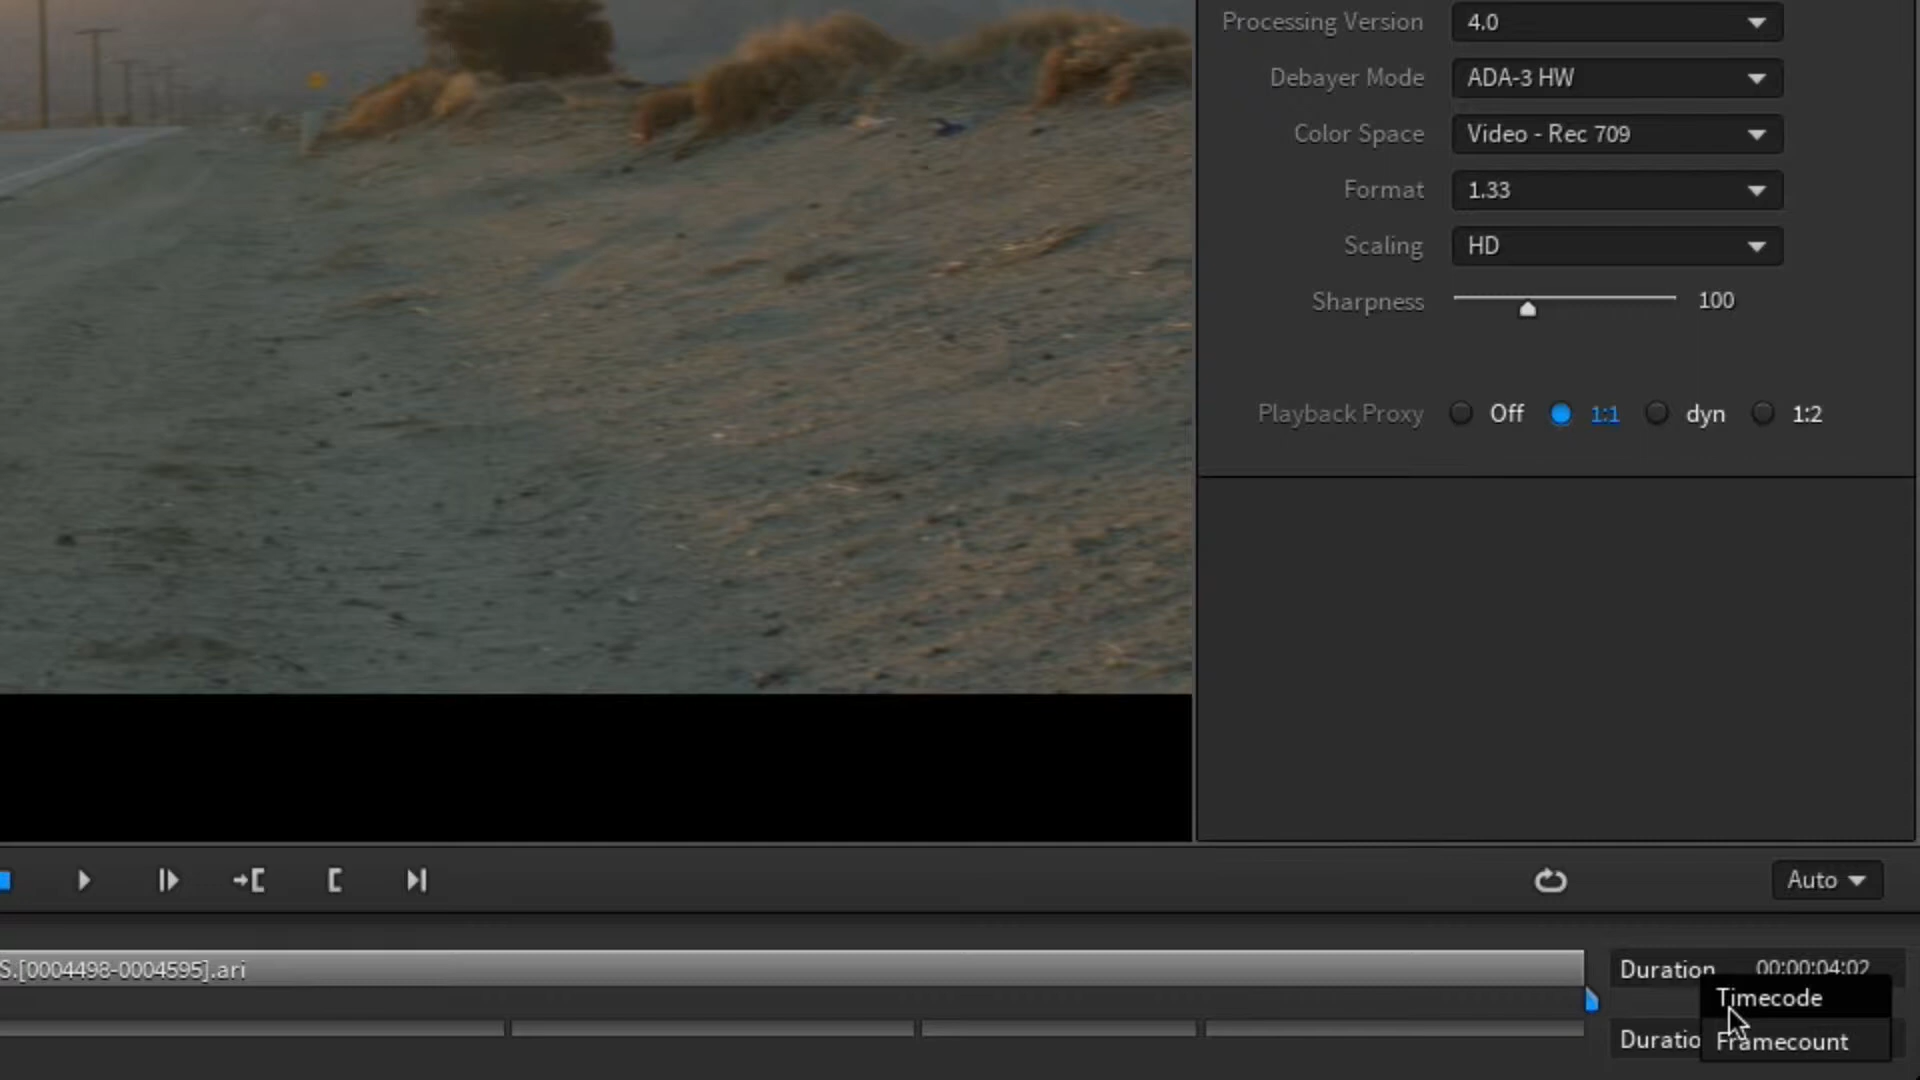 Processing Version 4.0
Debayer Mode ADA-3 HW
Color Space Video - Rec 709
Format 1.33
Scaling HD
Sharpness 100
Playback Proxy Off 1:1 dyn 1:2
Auto
S.[0004498-0004595].ari
Duration 00:00:04:02
Timecode
Duratio
Framecount